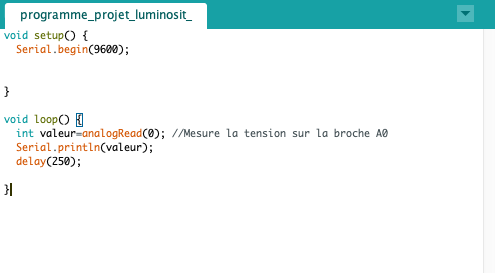 programme_projet_luminosit_
void setup() {
Serial.begin(9600);
}
void loop() {
int valeur=analogRead(0); //Mesure la tension sur la broche A0
Serial.println(valeur);
delay(250);
}